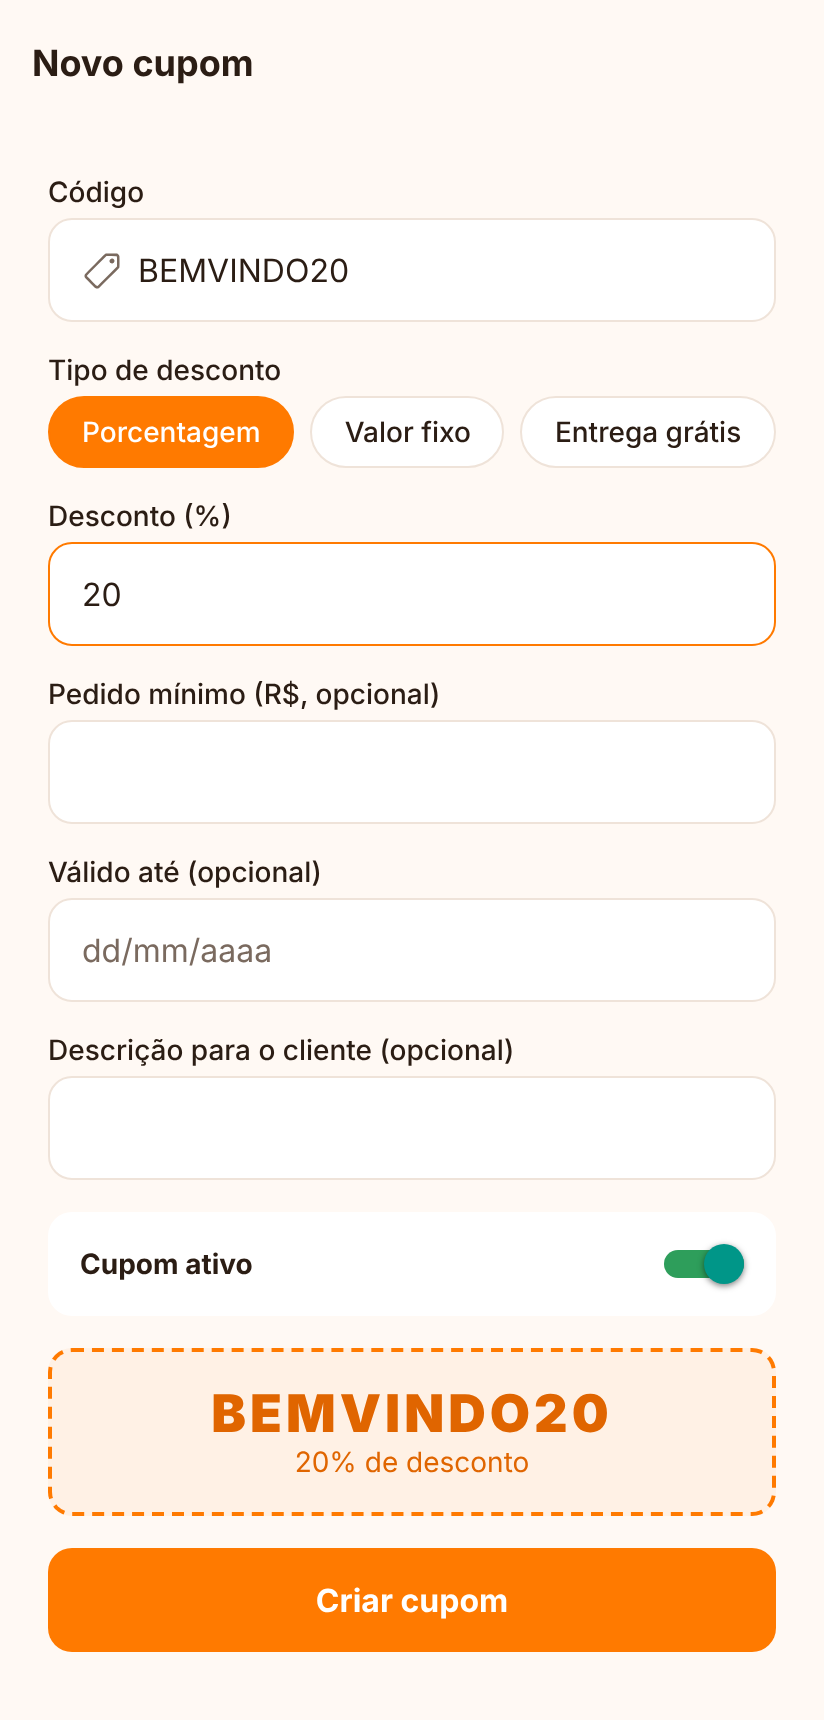 Novo cupom
Código
BEMVINDO20
Tipo de desconto
Porcentagem Valor fixo Entrega grátis
Desconto (%)
20
Pedido mínimo (R$, opcional)
Válido até (opcional)
dd/mm/aaaa
Descrição para o cliente (opcional)
Cupom ativo
BEMVINDO20
20% de desconto
Criar cupom